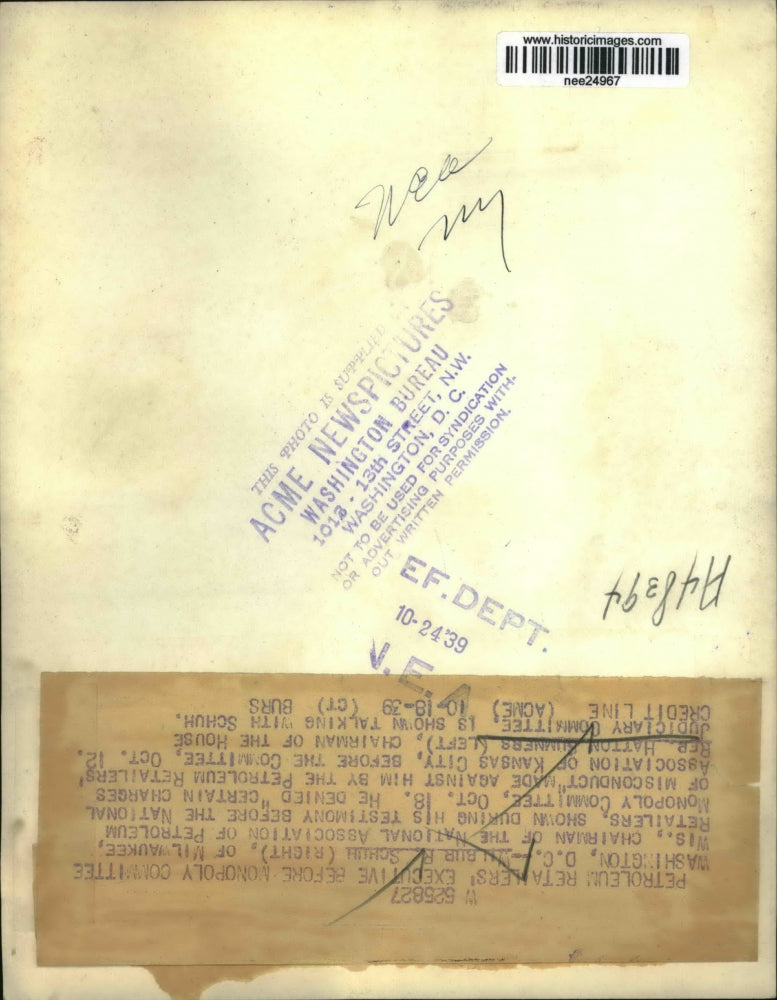 www.historicimages.com
nee24967
Nea
ny
THIS PHOTO IS SUPPLIED
ACME NEWSPICTURES
WASHINGTON BUREAU
1013 - 13th STREET, N.W.
WASHINGTON, D. C.
NOT TO BE USED FOR SYNDICATION
OR ADVERTISING PURPOSES WITH-
OUT WRITTEN PERMISSION.
EF. DEPT.
10-24-39
N. E. A
A48394
W 525827
PETROLEUM RETAILERS' EXECUTIVE BEFORE MONOPOLY COMMITTEE
WASHINGTON, D.C.--WILBUR R. SCHUH (RIGHT), OF MILWAUKEE,
WIS., CHAIRMAN OF THE NATIONAL ASSOCIATION OF PETROLEUM
RETAILERS, SHOWN DURING HIS TESTIMONY BEFORE THE NATIONAL
MONOPOLY COMMITTEE, OCT. 18. HE DENIED "CERTAIN CHARGES
OF MISCONDUCT" MADE AGAINST HIM BY THE PETROLEUM RETAILERS'
ASSOCIATION OF KANSAS CITY, BEFORE THE COMMITTEE, OCT. 12.
REP. HATTON SUMNERS (LEFT), CHAIRMAN OF THE HOUSE
JUDICIARY COMMITTEE, IS SHOWN TALKING WITH SCHUH.
CREDIT LINE (ACME) 10-18-39 (CT) BURS